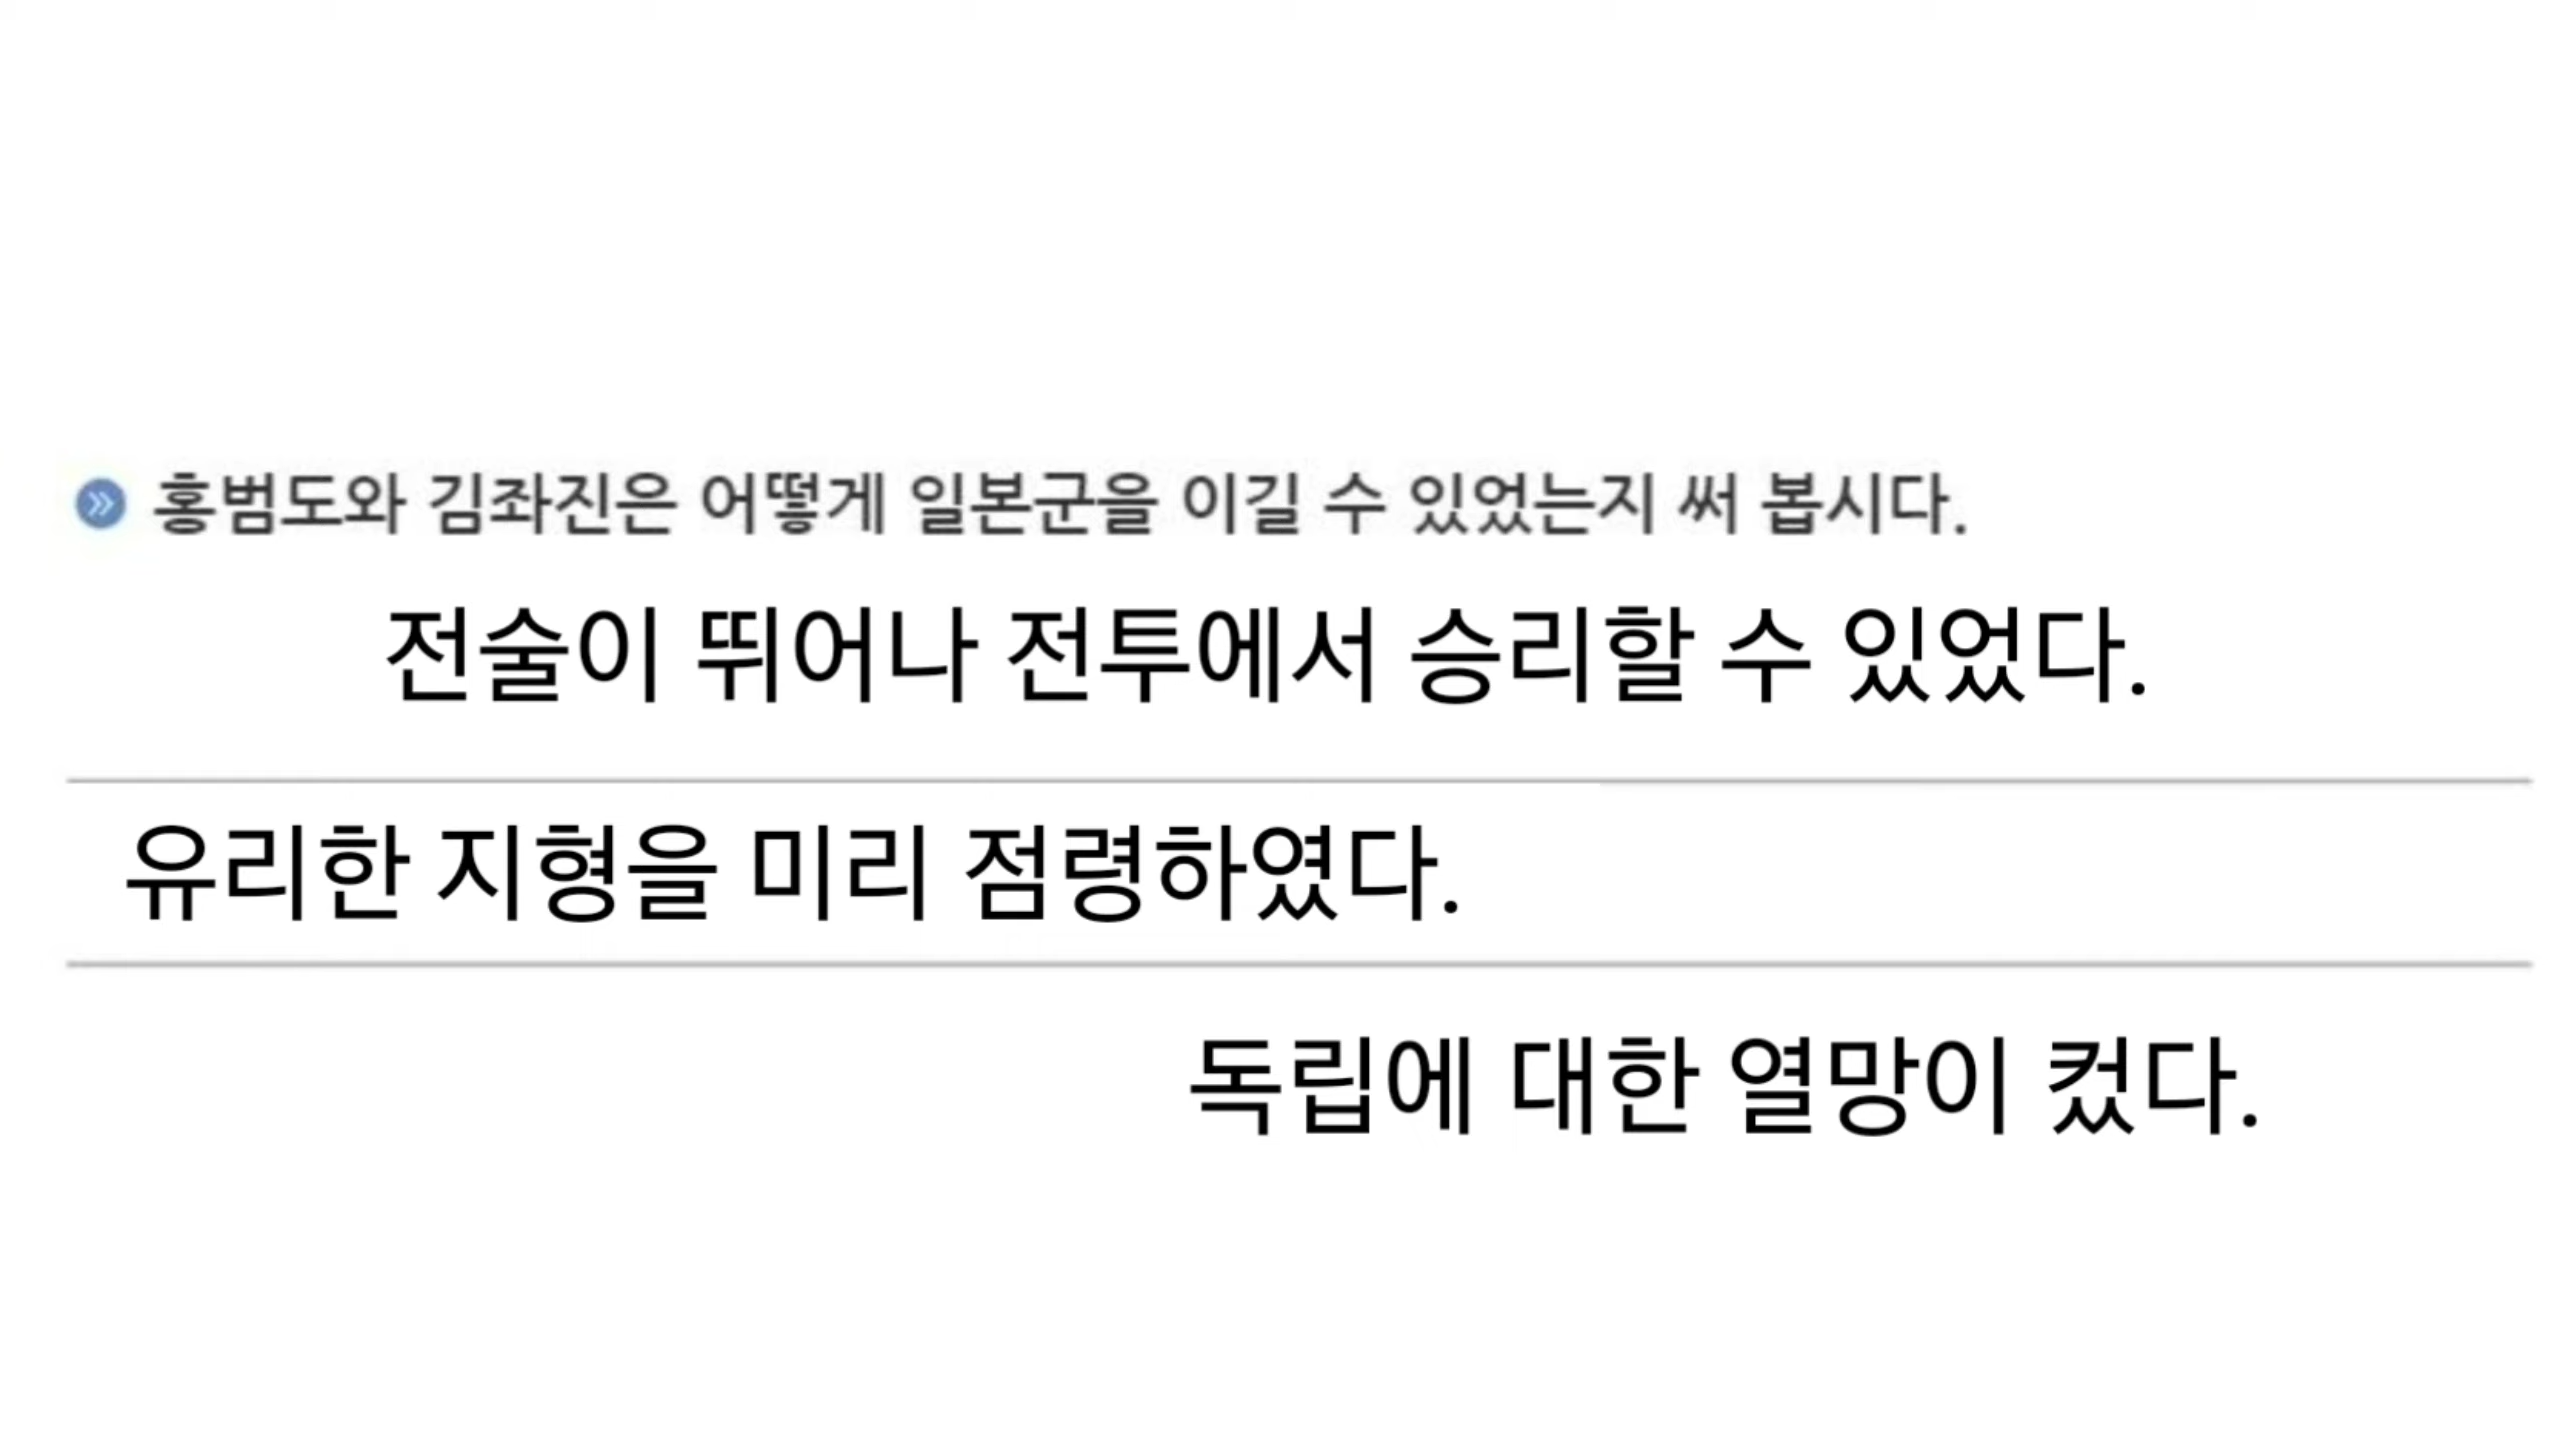 홍범도와 김좌진은 어떻게 일본군을 이길 수 있었는지 써 봅시다.
전술이 뛰어나 전투에서 승리할 수 있었다.
유리한 지형을 미리 점령하였다.
독립에 대한 열망이 컸다.